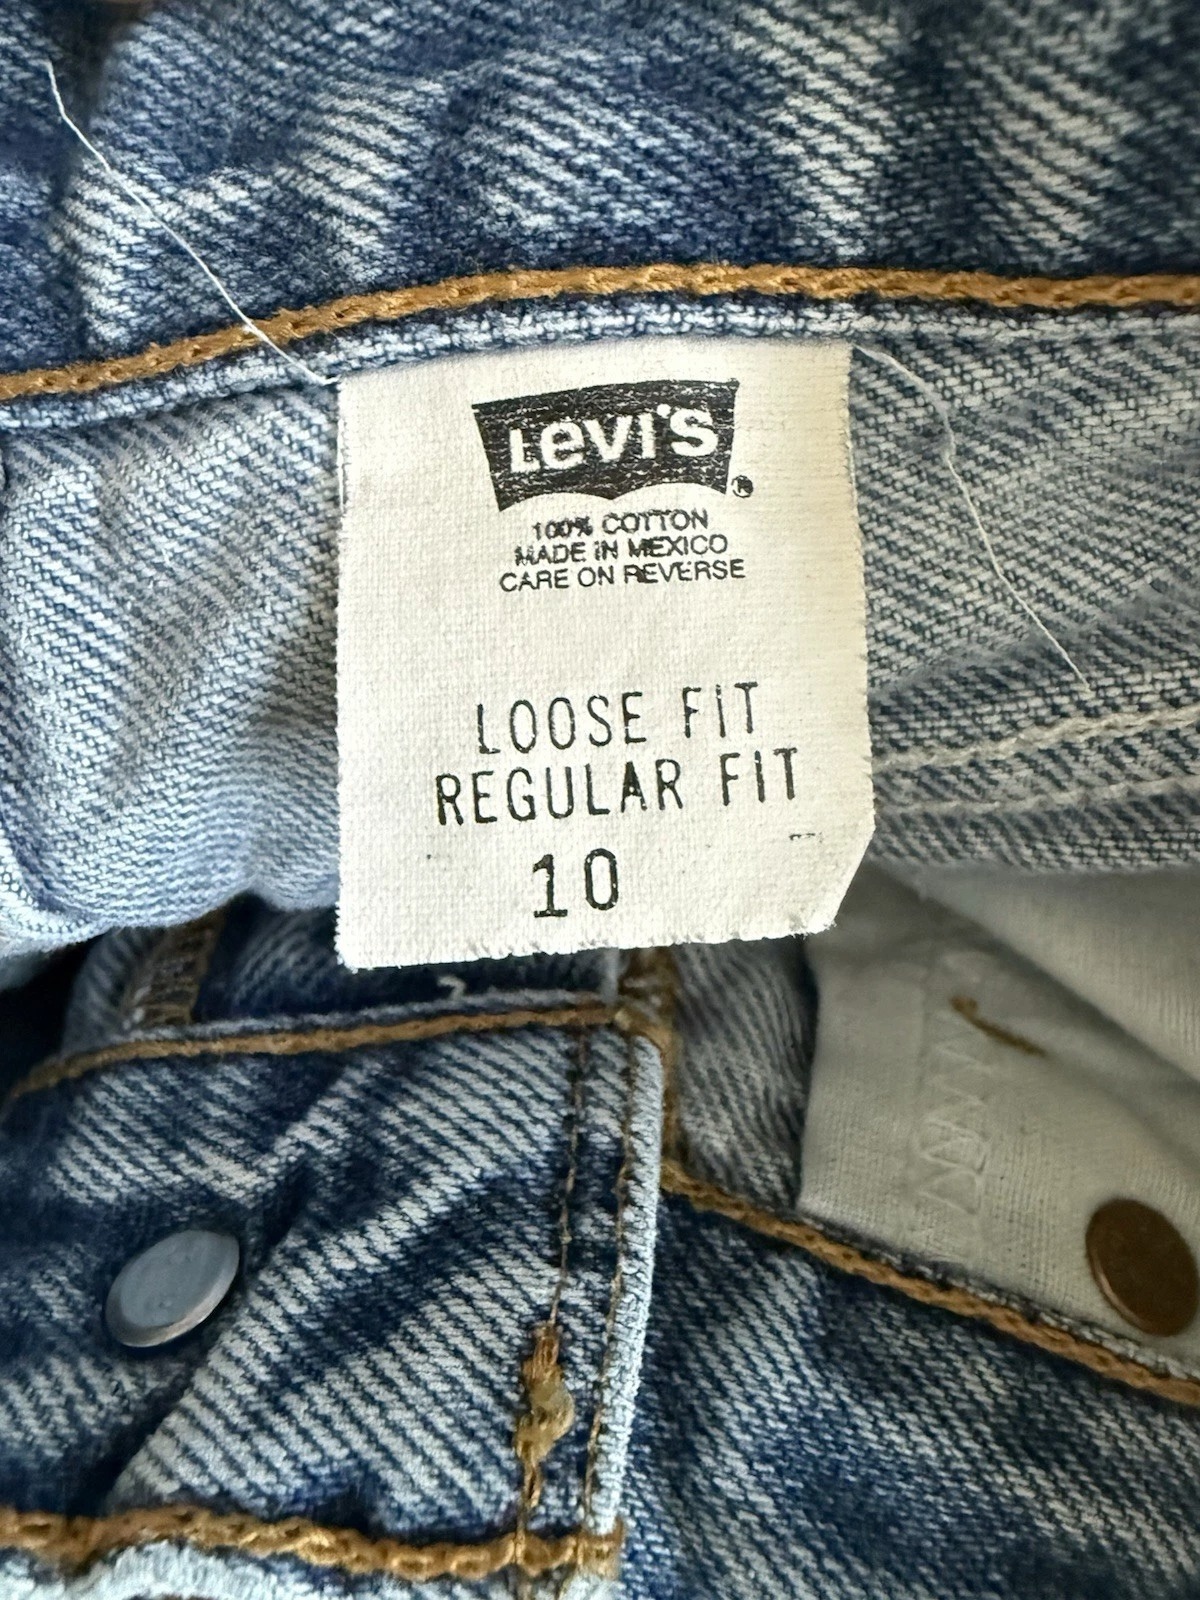 Levi's
®
100% COTTON
MADE IN MEXICO
CARE ON REVERSE
LOOSE FIT
REGULAR FIT
10